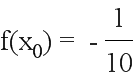 f(x₀) = - 1/10